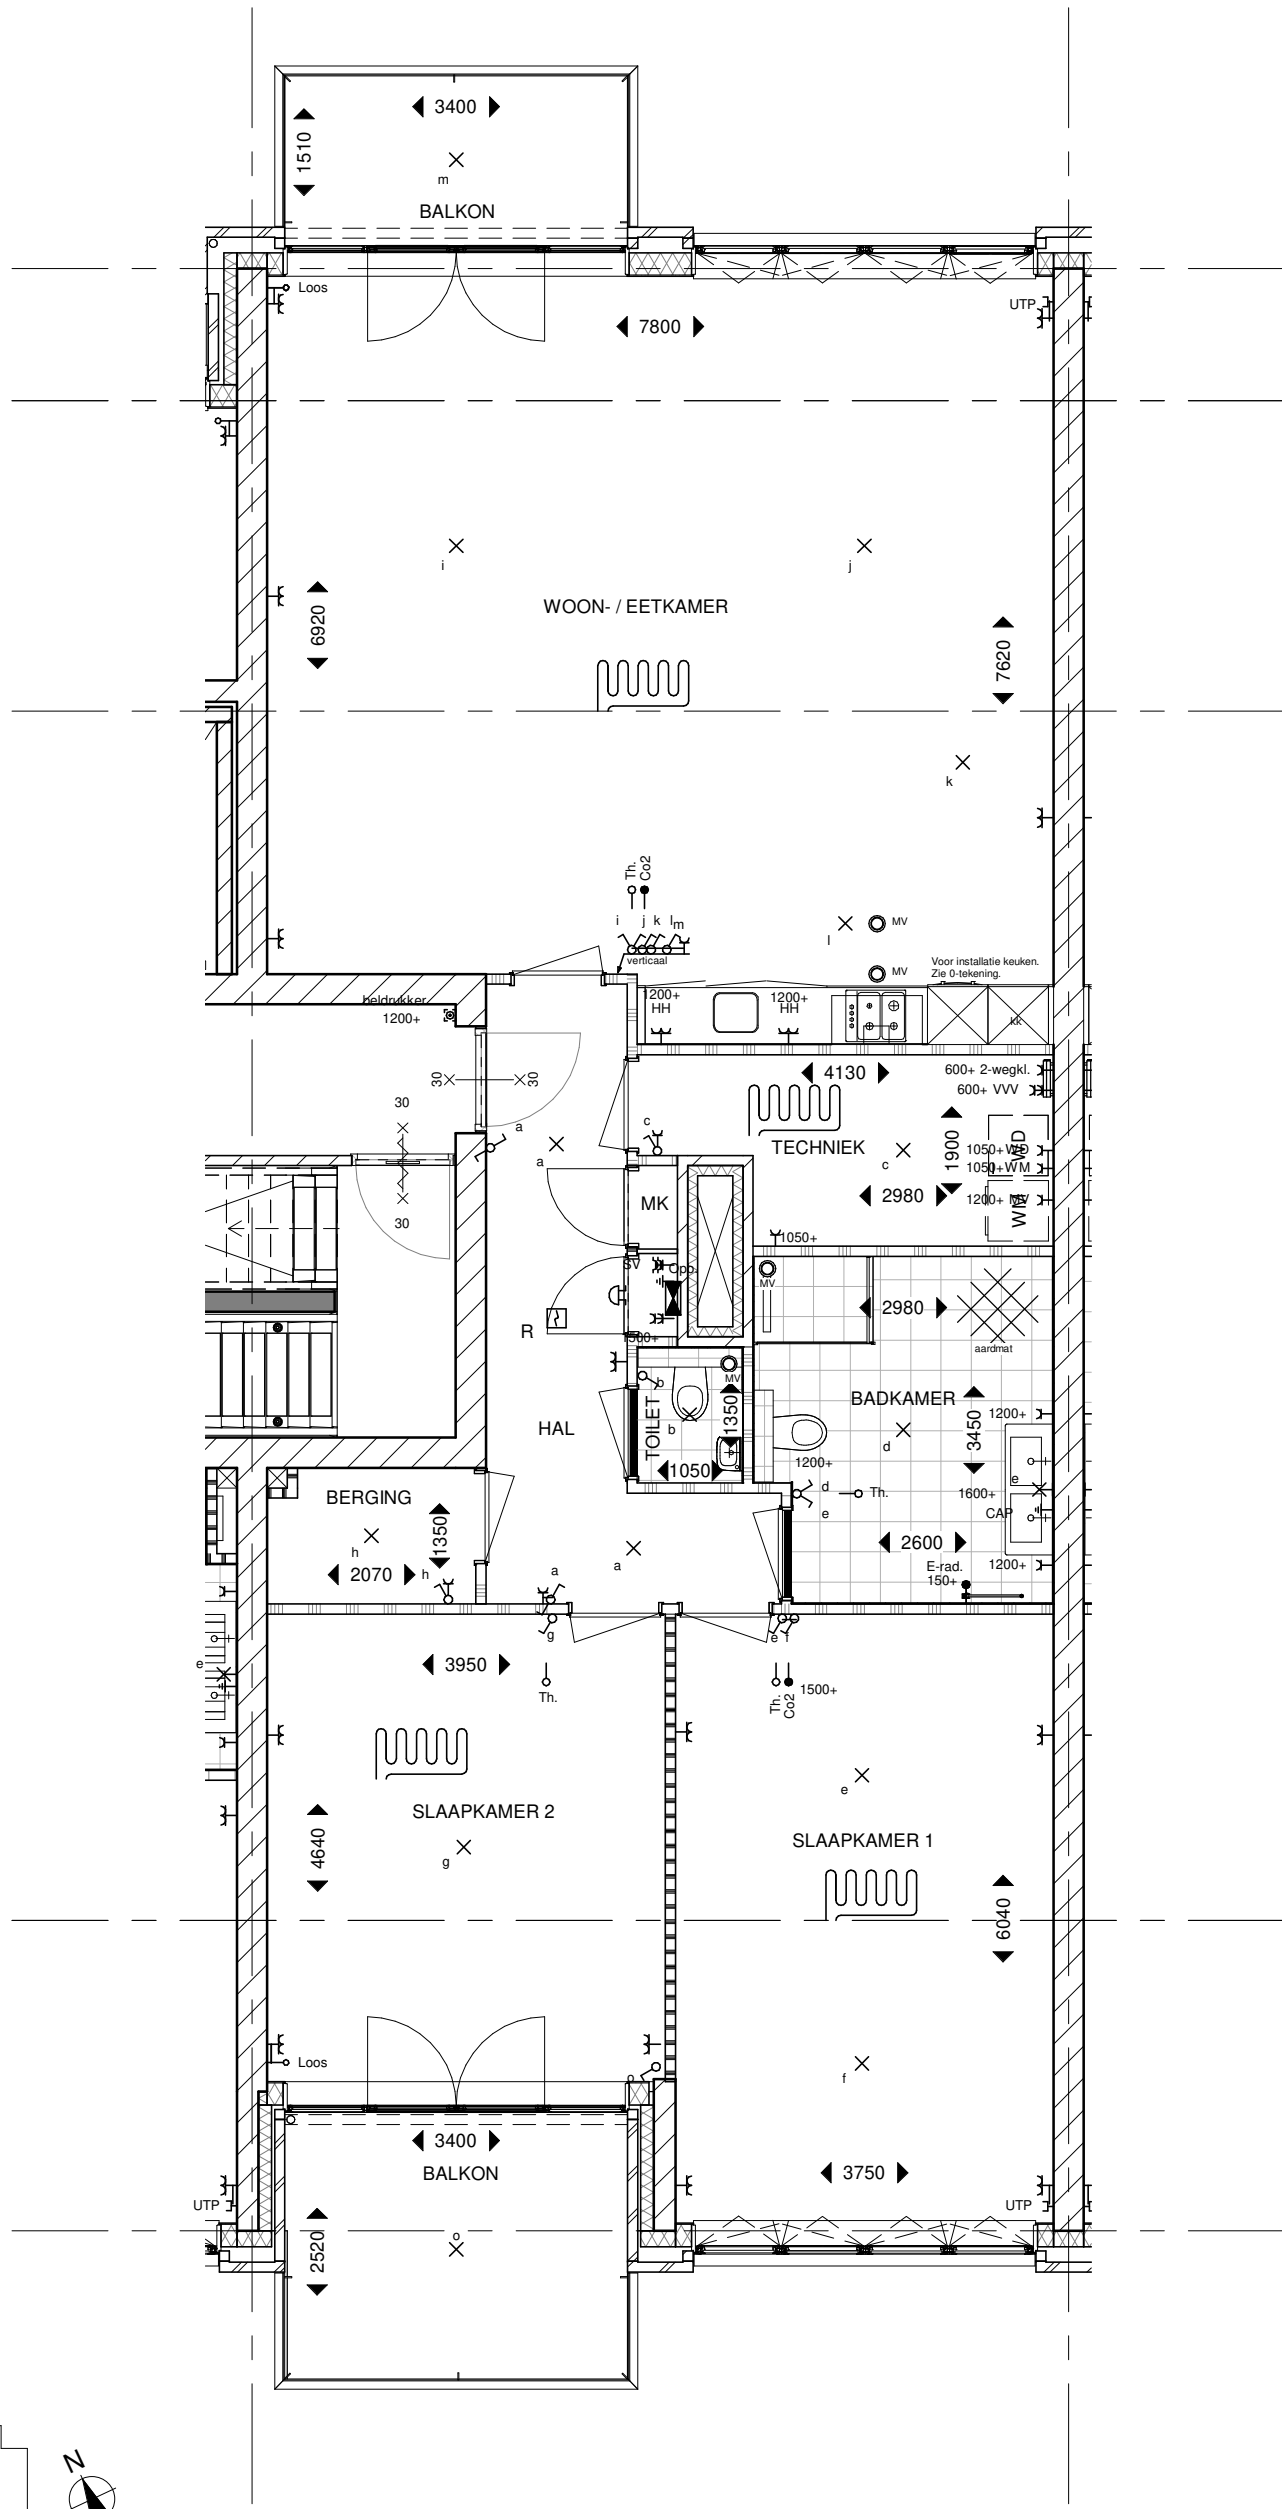 3400
1510
m
BALKON
Loos
7800
UTP
i
j
WOON- / EETKAMER
6920
7620
k
Th.
Co2
i j k l m
verticaal
l
MV
MV
Voor installatie keuken.
Zie 0-tekening.
beldrukker
1200+
1200+
HH
1200+
HH
kk
4130
600+ 2-wegkl.
600+ VVV
30
30
30
a
a
c
TECHNIEK
c
1900
1050+WD
WD
1050+WM
2980
1200+ MV
WM
MK
30
1050+
SV
Opp.
MV
2980
R
1500+
aardmat
MV
b
TOILET
b
1350
BADKAMER
d
3450
1200+
HAL
1050
1200+
e
1600+
CAP
d
Th.
e
BERGING
h
1350
2070
h
a
a
2600
E-rad.
150+
1200+
g
e f
e
3950
Th.
Th.
Co2
1500+
e
SLAAPKAMER 2
g
4640
SLAAPKAMER 1
6040
Loos
o
f
3400
BALKON
3750
UTP
UTP
o
2520
N